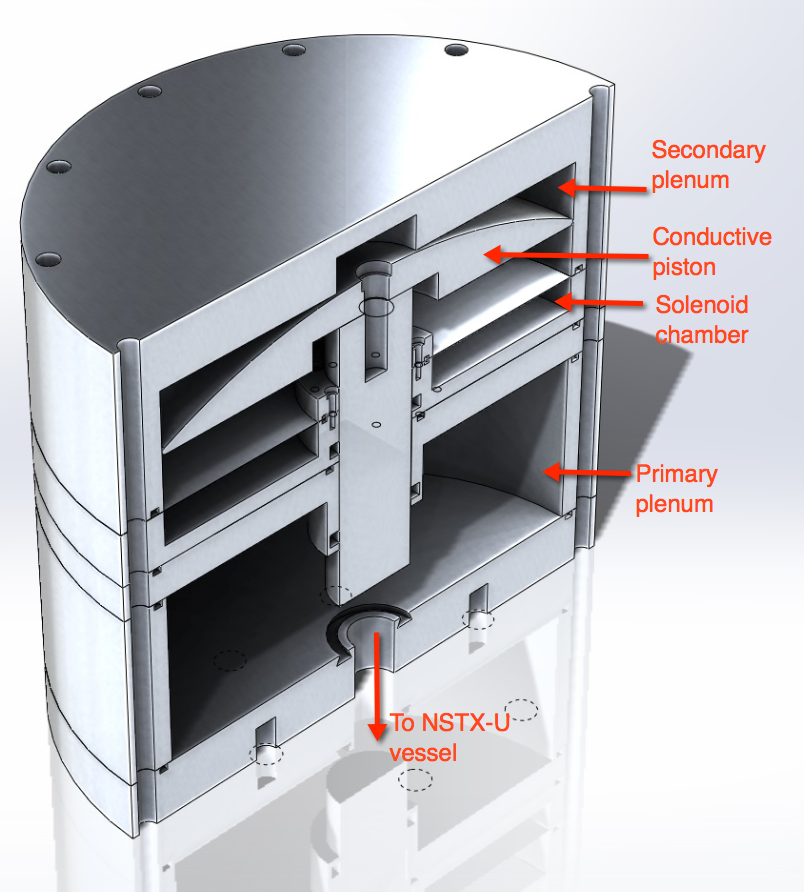 Secondary
plenum
Conductive
piston
Solenoid
chamber
Primary
plenum
To NSTX-U
vessel